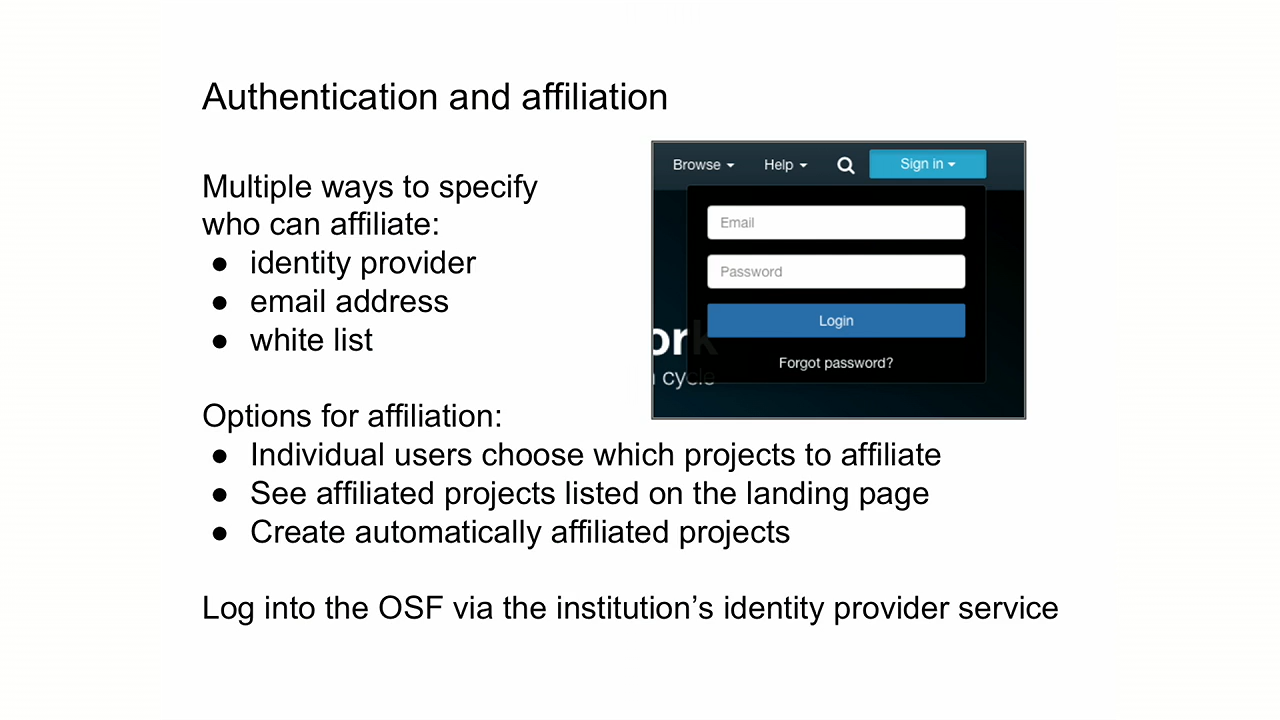 Authentication and affiliation
Multiple ways to specify
who can affiliate:
● identity provider
● email address
● white list
Browse Help Sign in
Email
Password
Login
Forgot password?
cycle
Options for affiliation:
● Individual users choose which projects to affiliate
● See affiliated projects listed on the landing page
● Create automatically affiliated projects
Log into the OSF via the institution’s identity provider service